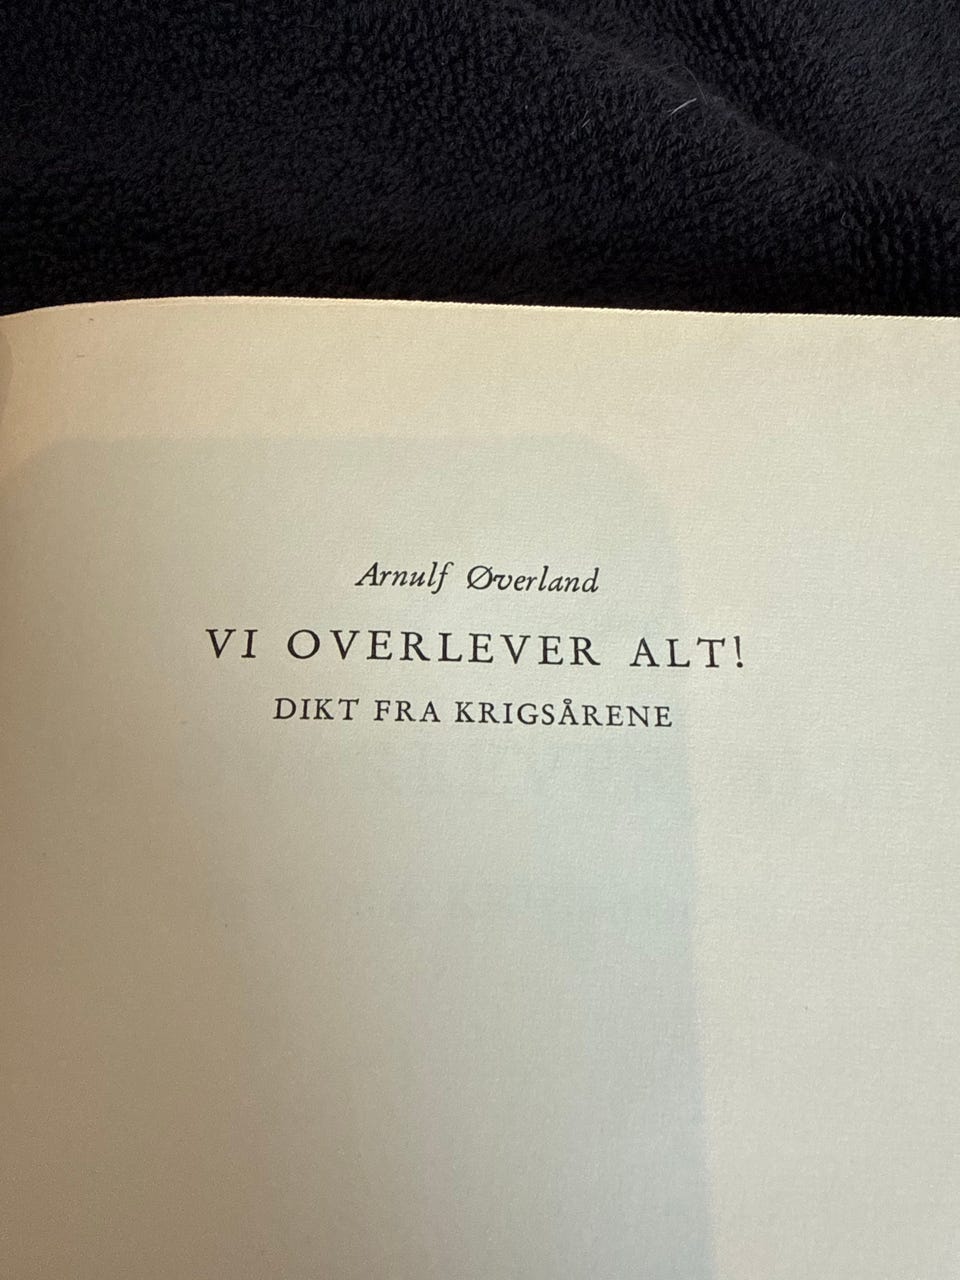 Arnulf Øverland
VI OVERLEVER ALT!
DIKT FRA KRIGSÅRENE